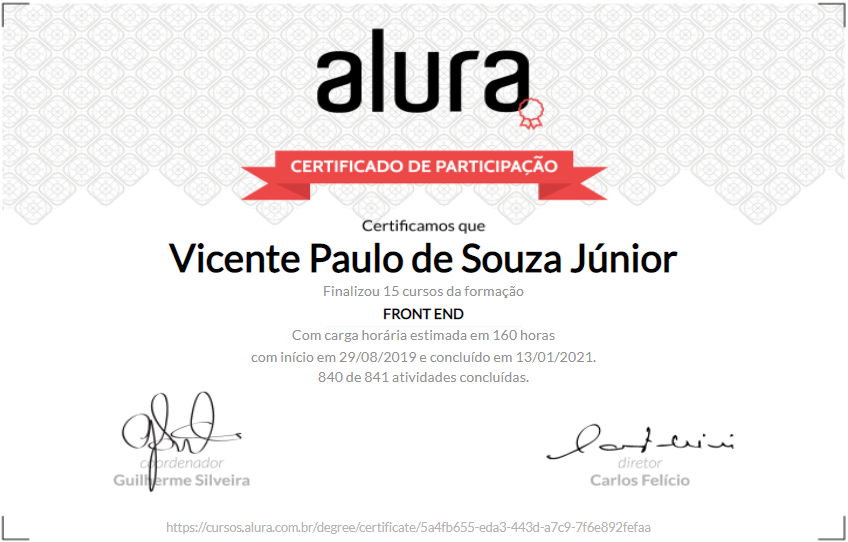 alura
CERTIFICADO DE PARTICIPAÇÃO
Certificamos que
Vicente Paulo de Souza Júnior
Finalizou 15 cursos da formação
FRONT END
Com carga horária estimada em 160 horas
com início em 29/08/2019 e concluído em 13/01/2021.
840 de 841 atividades concluídas.
coordenador
Guilherme Silveira
diretor
Carlos Felício
https://cursos.alura.com.br/degree/certificate/5a4fb655-eda3-443d-a7c9-7f6e892fefaa